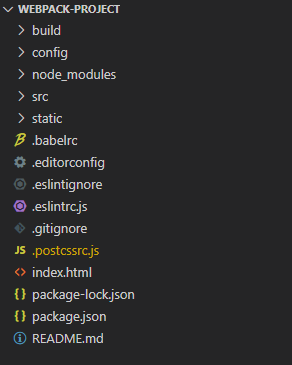 WEBPACK-PROJECT
build
config
node_modules
src
static
.babelrc
.editorconfig
.eslintignore
.eslintrc.js
.gitignore
JS .postcssrc.js
<> index.html
{ } package-lock.json
{ } package.json
README.md